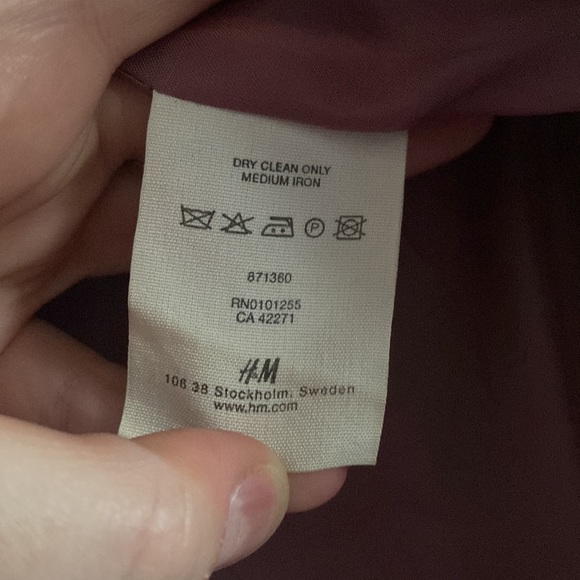 DRY CLEAN ONLY
MEDIUM IRON
P
871360
RN0101255
CA 42271
H&M
106 38 Stockholm, Sweden
www.hm.com